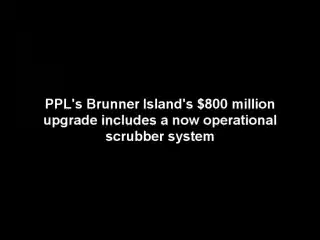 PPL's Brunner Island's $800 million
upgrade includes a now operational
scrubber system